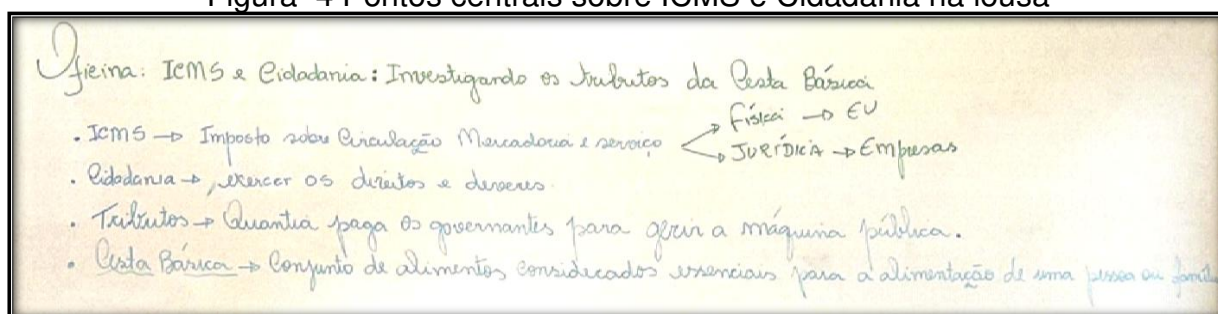 Figura 4 Pontos centrais sobre ICMS e Cidadania na lousa
Oficina: ICMS e Cidadania: Investigando os tributos da Cesta Básica
. ICMS → Imposto sobre Circulação Mercadoria e serviço → Física → EU
→ JURÍDICA → Empresas
. Cidadania → exercer os direitos e deveres.
. Tributos → Quantia paga os governantes para gerir a máquina pública.
. Cesta Básica → Conjunto de alimentos considerados essenciais para a alimentação de uma pessoa ou família